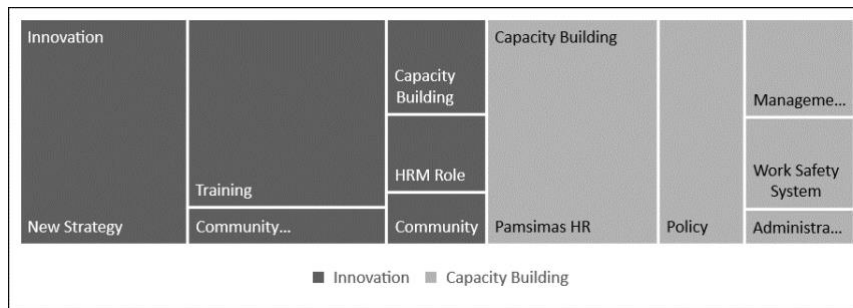 Innovation
New Strategy
Training
Community...
Capacity
Building
HRM Role
Community
Capacity Building
Pamsimas HR
Policy
Manageme...
Work Safety
System
Administra...
Innovation
Capacity Building